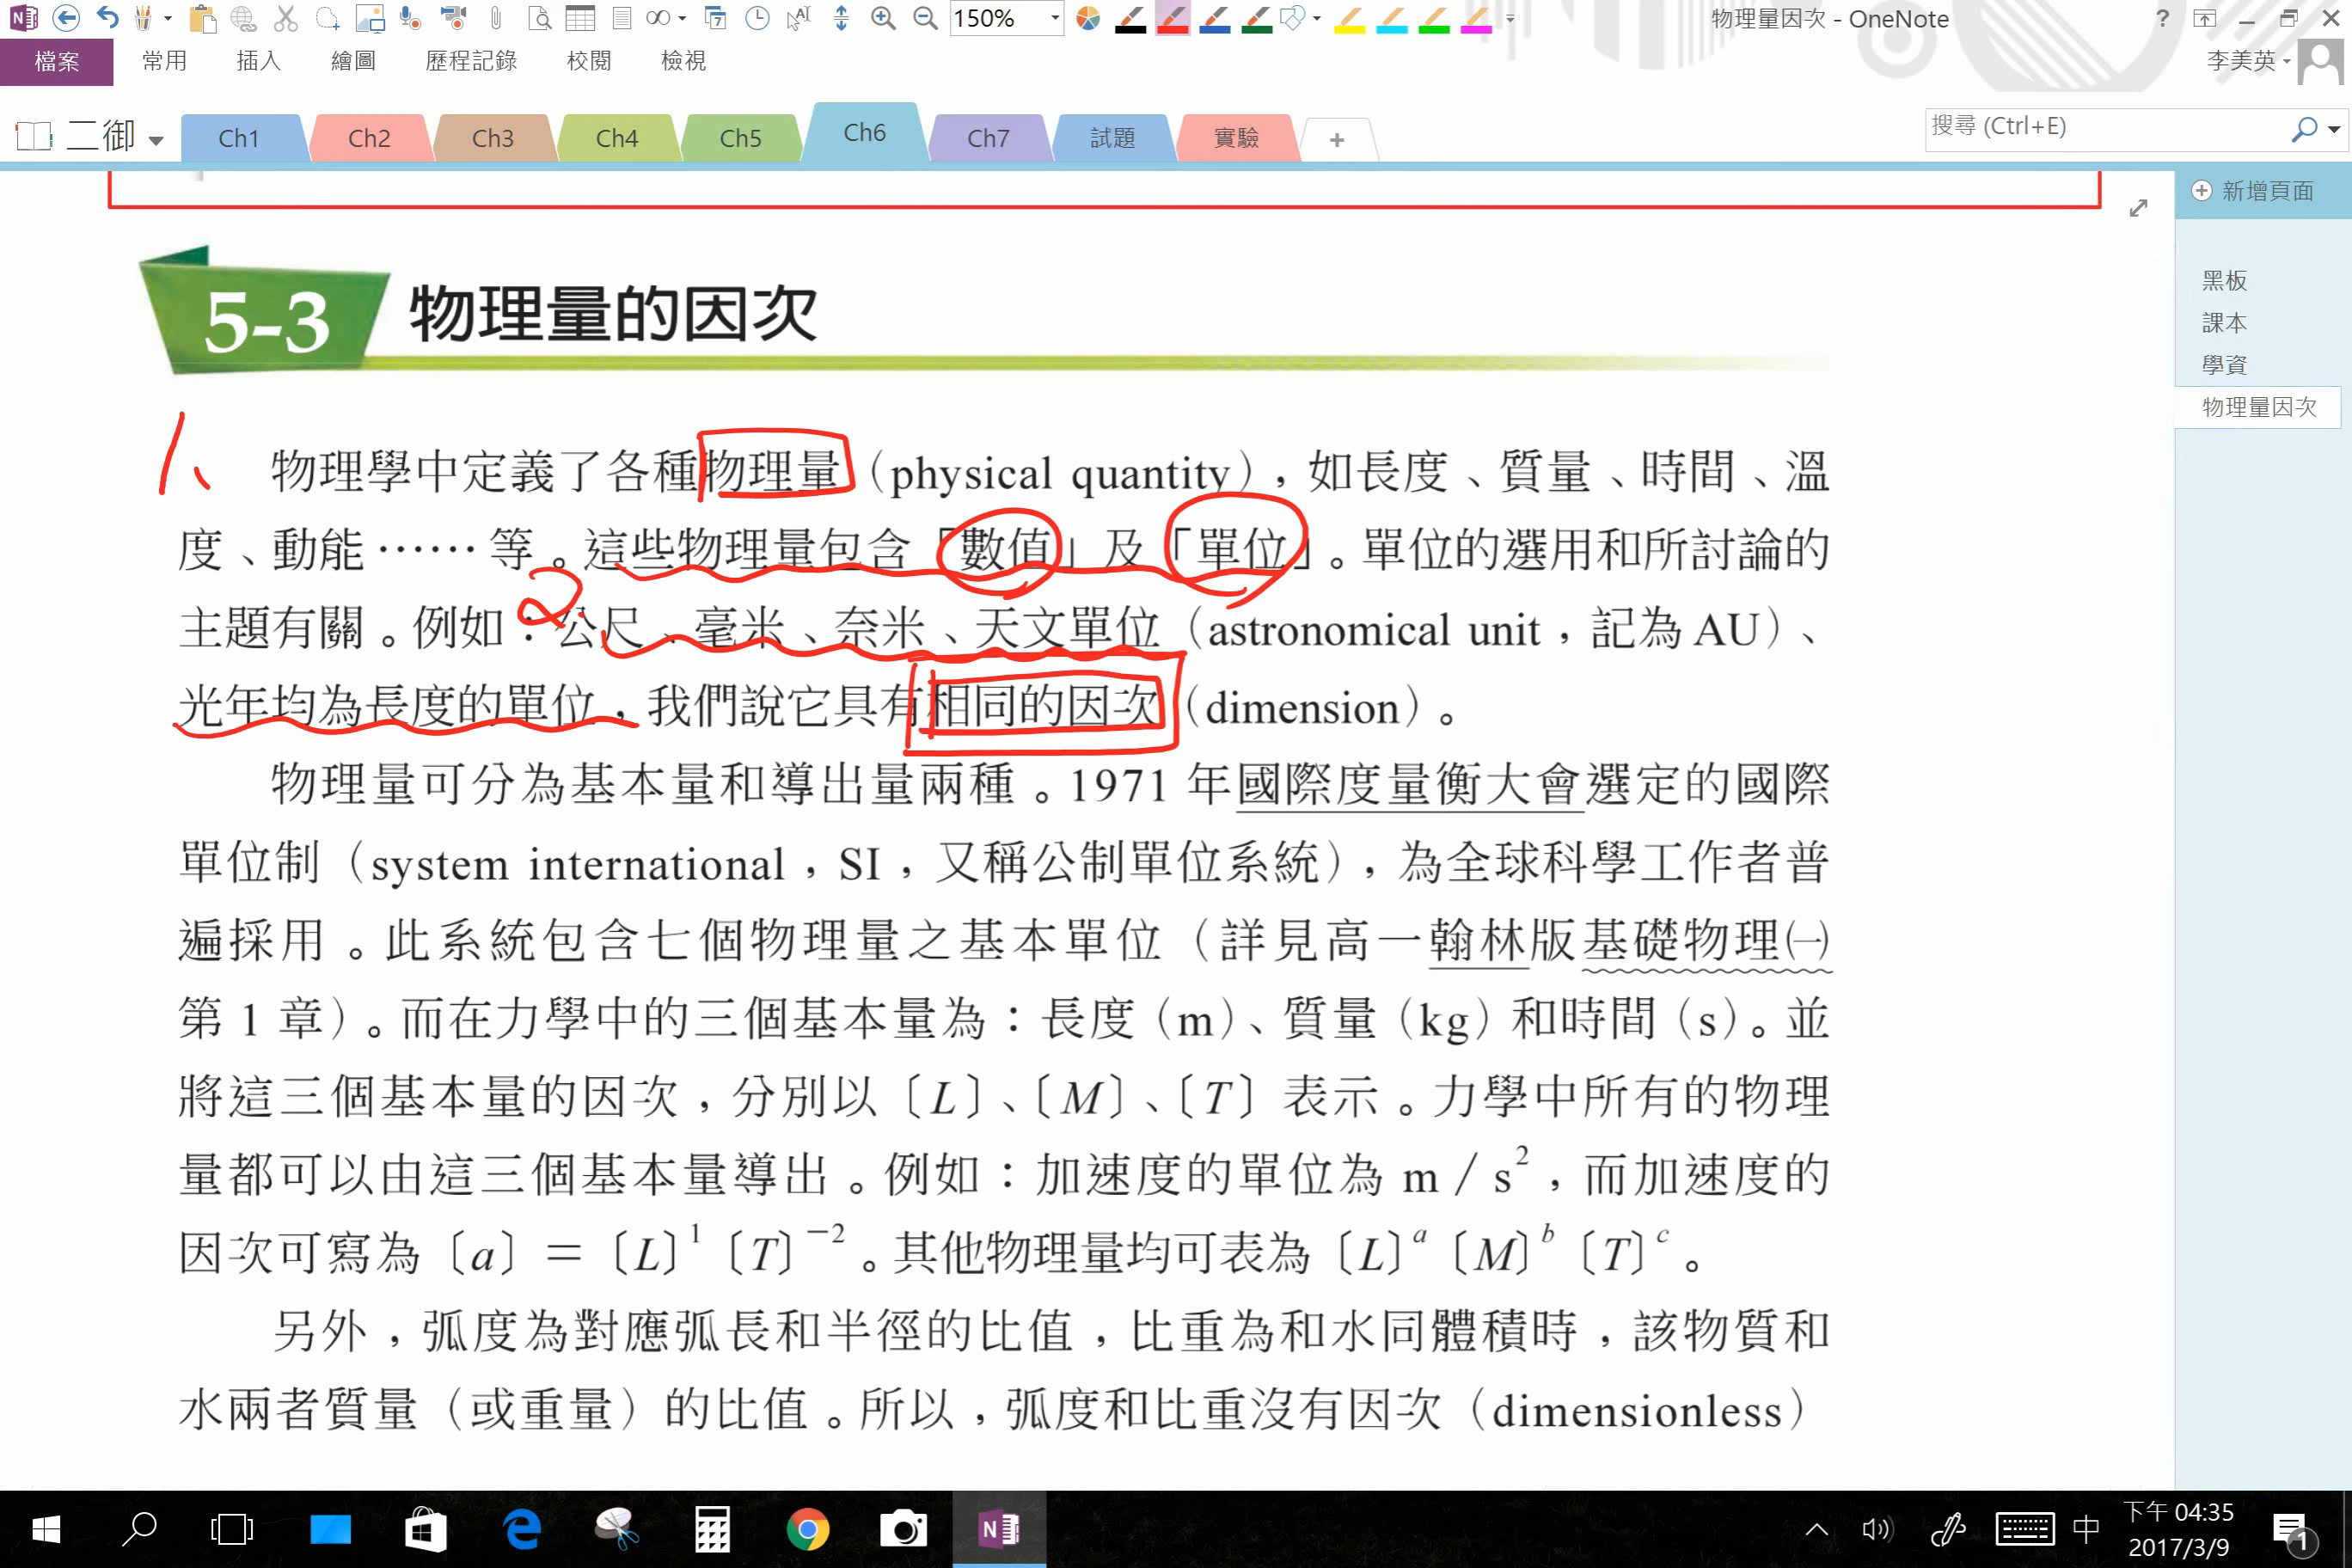 150%
物理量因次 - OneNote
?
檔案
常用
插入
繪圖
歷程記錄
校閱
檢視
李美英
二御
Ch1
Ch2
Ch3
Ch4
Ch5
Ch6
Ch7
試題
實驗
+
搜尋 (Ctrl+E)
新增頁面
黑板
課本
學資
物理量因次
5-3 物理量的因次
1、
物理學中定義了各種物理量（physical quantity），如長度、質量、時間、溫
度、動能⋯⋯等。這些物理量包含「數值」及「單位」。單位的選用和所討論的
2.
主題有關。例如：公尺、毫米、奈米、天文單位（astronomical unit，記為 AU）、
光年均為長度的單位，我們說它具有相同的因次（dimension）。
物理量可分為基本量和導出量兩種。1971 年國際度量衡大會選定的國際
單位制（system international，SI，又稱公制單位系統），為全球科學工作者普
遍採用。此系統包含七個物理量之基本單位（詳見高一翰林版基礎物理㈠
第 1 章）。而在力學中的三個基本量為：長度（m）、質量（kg）和時間（s）。並
將這三個基本量的因次，分別以〔L〕、〔M〕、〔T〕表示。力學中所有的物理
量都可以由這三個基本量導出。例如：加速度的單位為 m／s²，而加速度的
因次可寫為〔a〕＝〔L〕¹〔T〕⁻²。其他物理量均可表為〔L〕ᵃ〔M〕ᵇ〔T〕ᶜ。
另外，弧度為對應弧長和半徑的比值，比重為和水同體積時，該物質和
水兩者質量（或重量）的比值。所以，弧度和比重沒有因次（dimensionless）
中
下午 04:35
2017/3/9
1